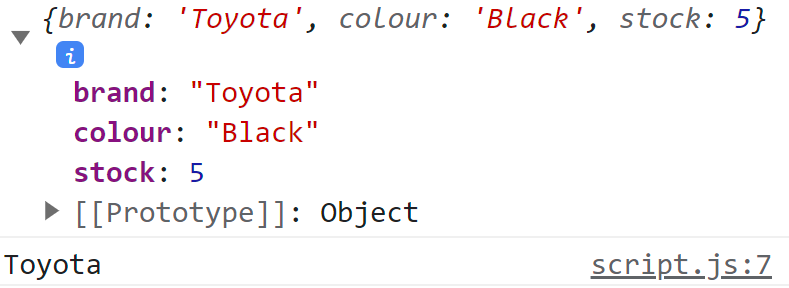 {brand: 'Toyota', colour: 'Black', stock: 5}
i
brand: "Toyota"
colour: "Black"
stock: 5
[[Prototype]]: Object
Toyota script.js:7